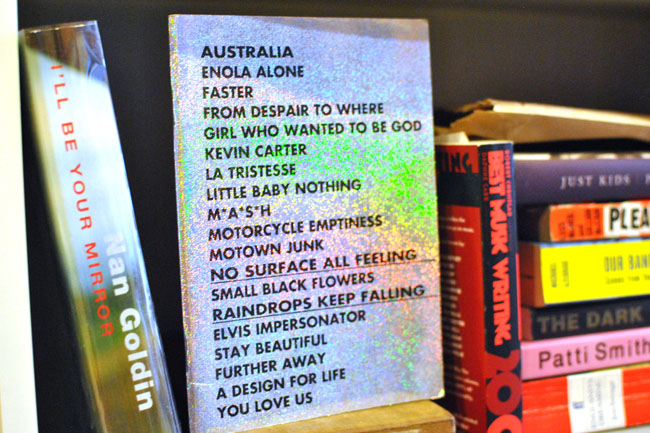 I'LL BE YOUR MIRROR
Nan Goldin
AUSTRALIA
ENOLA ALONE
FASTER
FROM DESPAIR TO WHERE
GIRL WHO WANTED TO BE GOD
KEVIN CARTER
LA TRISTESSE
LITTLE BABY NOTHING
M*A*S*H
MOTORCYCLE EMPTINESS
MOTOWN JUNK
NO SURFACE ALL FEELING
SMALL BLACK FLOWERS
RAINDROPS KEEP FALLING
ELVIS IMPERSONATOR
STAY BEAUTIFUL
FURTHER AWAY
A DESIGN FOR LIFE
YOU LOVE US
BEST MUSIC WRITING
JUST KIDS
PLEA
OUR BAN
THE DARK
Patti Smith